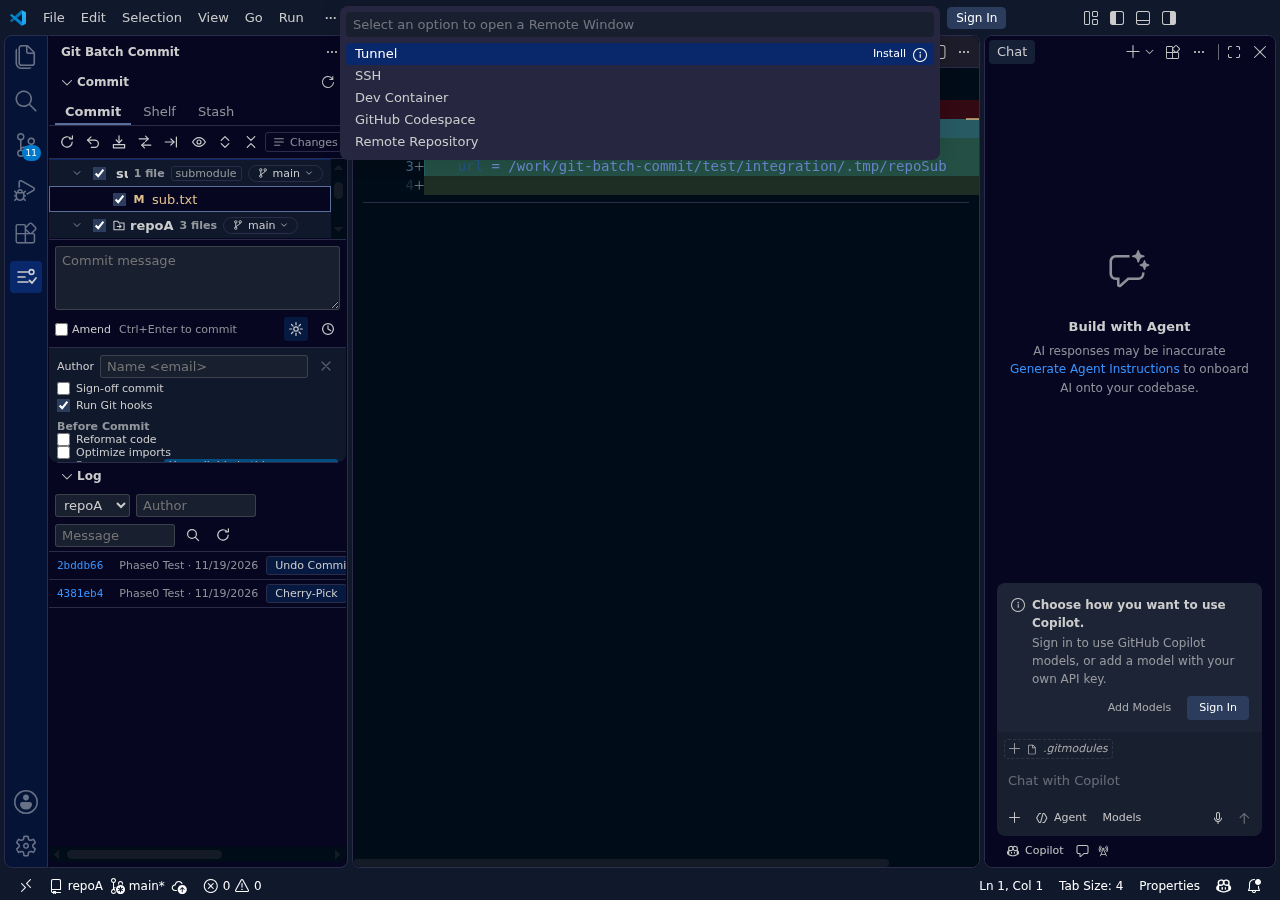 File Edit Selection View Go Run ...
Select an option to open a Remote Window
Sign In
Tunnel Install
SSH
Dev Container
GitHub Codespace
Remote Repository
Git Batch Commit
Commit
Commit Shelf Stash
Changes
1 file submodule main
M sub.txt
repoA 3 files main
11
Commit message
Amend Ctrl+Enter to commit
Author Name <email>
Sign-off commit
Run Git hooks
Before Commit
Reformat code
Optimize imports
Log
repoA Author
Message
2bddb66 Phase0 Test · 11/19/2026 Undo Commi
4381eb4 Phase0 Test · 11/19/2026 Cherry-Pick
3+ url = /work/git-batch-commit/test/integration/.tmp/repoSub
4+
Chat
Build with Agent
AI responses may be inaccurate
Generate Agent Instructions to onboard
AI onto your codebase.
Choose how you want to use
Copilot.
Sign in to use GitHub Copilot
models, or add a model with your
own API key.
Add Models Sign In
.gitmodules
Chat with Copilot
Agent Models
Copilot
repoA main* 0 0
Ln 1, Col 1 Tab Size: 4 Properties